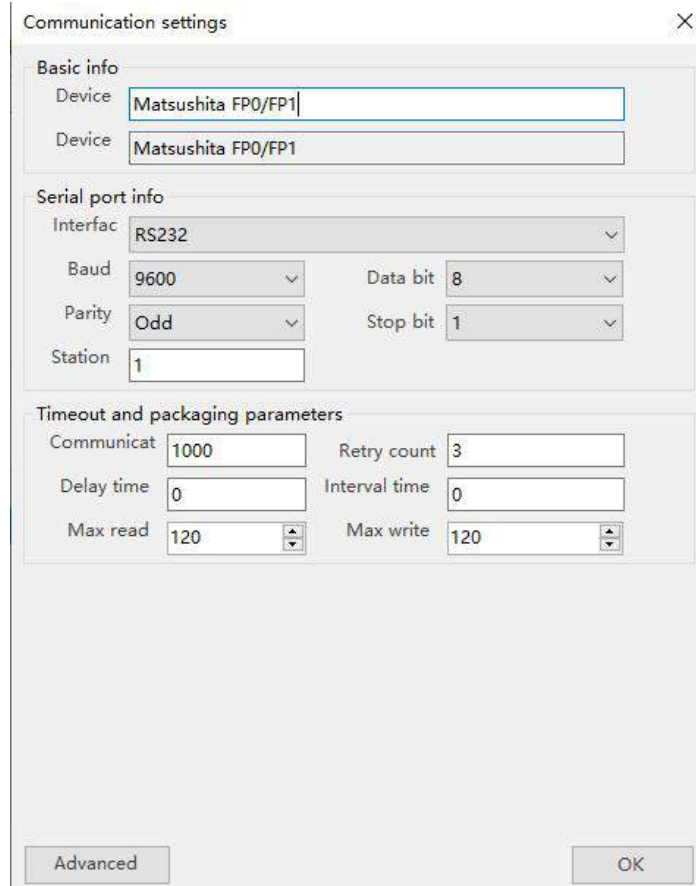 Communication settings
Basic info
Device Matsushita FP0/FP1
Device Matsushita FP0/FP1
Serial port info
Interfac RS232
Baud 9600 Data bit 8
Parity Odd Stop bit 1
Station 1
Timeout and packaging parameters
Communicat 1000 Retry count 3
Delay time 0 Interval time 0
Max read 120 Max write 120
Advanced OK